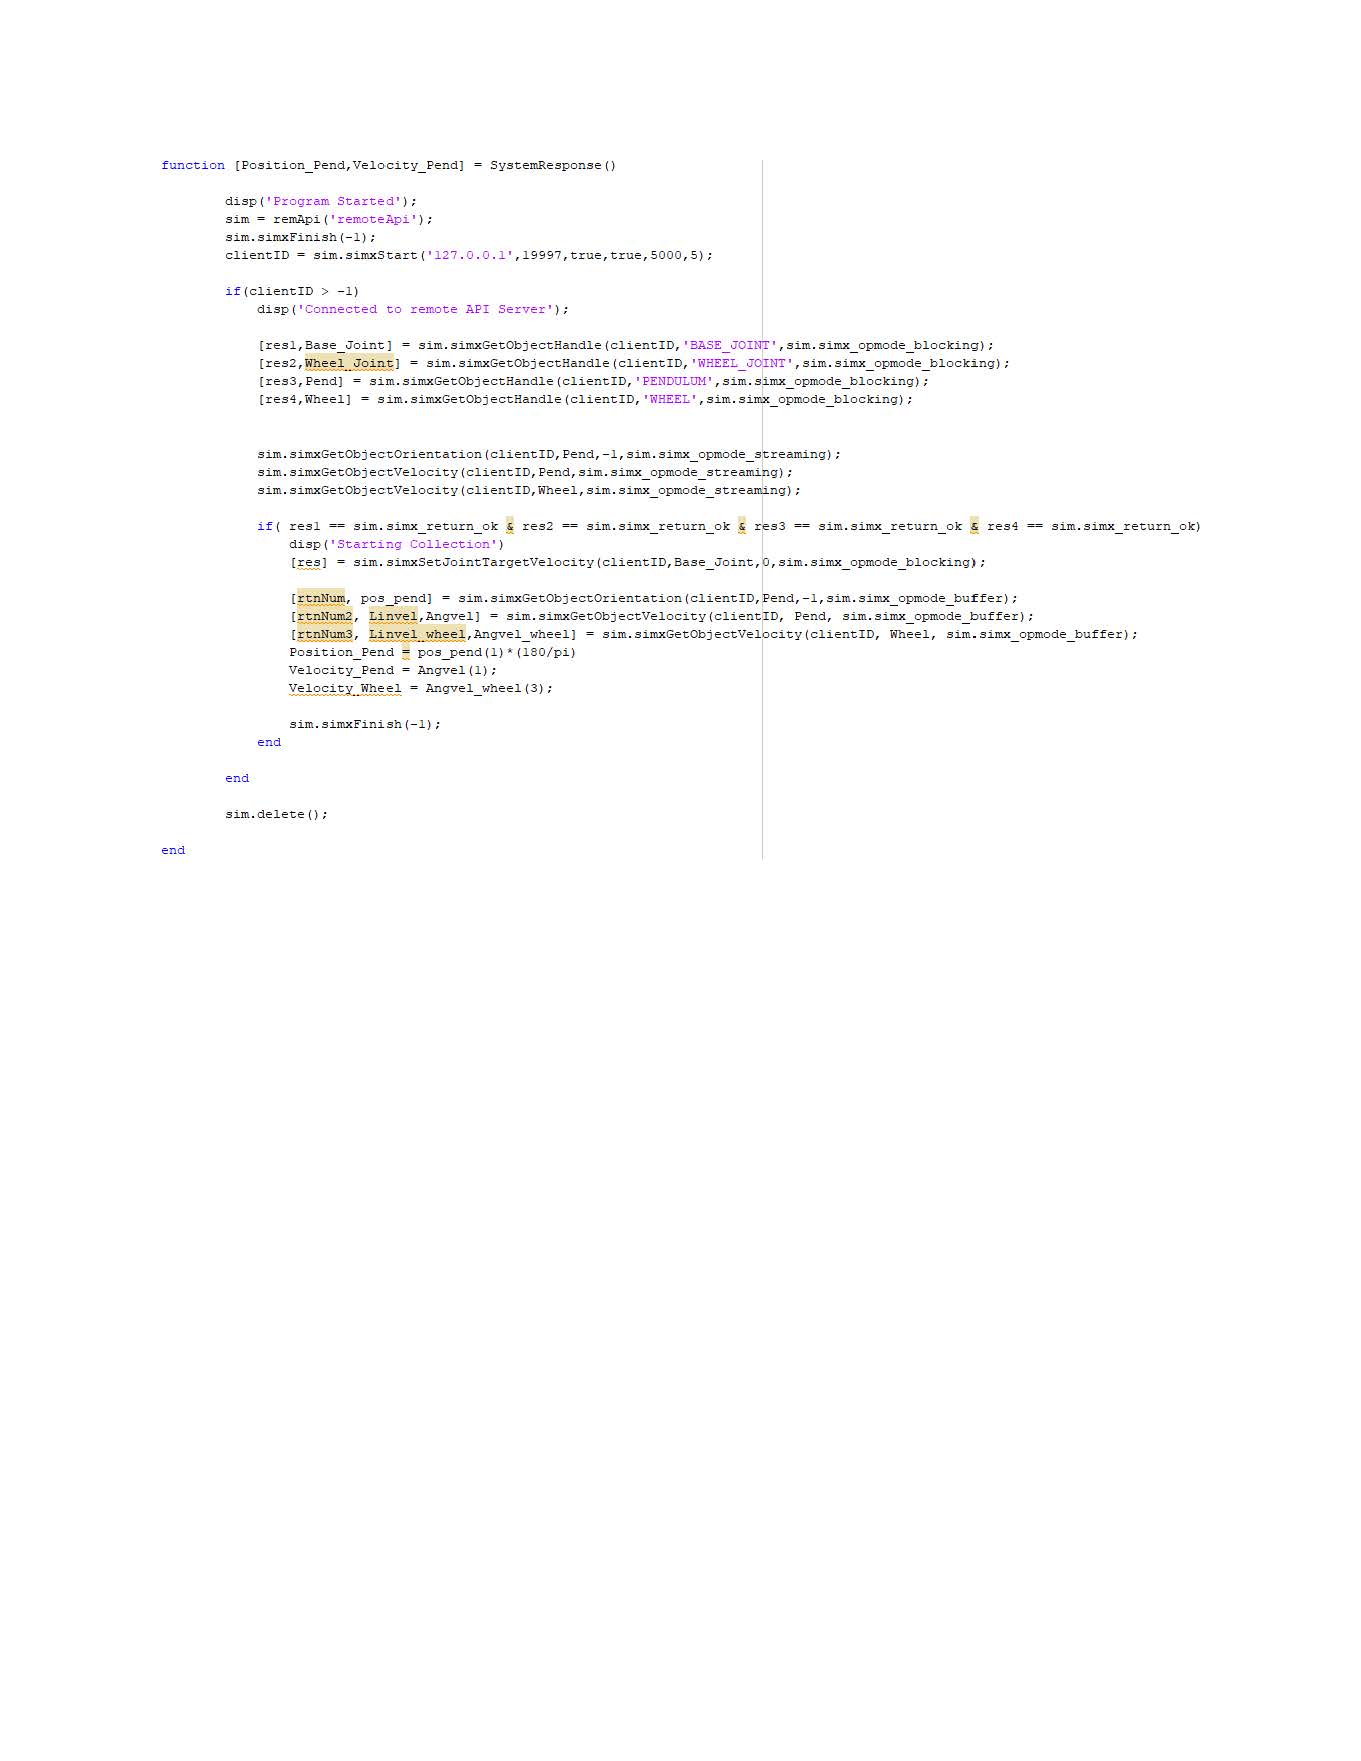 function [Position_Pend,Velocity_Pend] = SystemResponse()
disp('Program Started');
sim = remApi('remoteApi');
sim.simxFinish(-1);
clientID = sim.simxStart('127.0.0.1',19997,true,true,5000,5);
if(clientID > -1)
disp('Connected to remote API Server');
[res1,Base_Joint] = sim.simxGetObjectHandle(clientID,'BASE_JOINT',sim.simx_opmode_blocking);
[res2,Wheel_Joint] = sim.simxGetObjectHandle(clientID,'WHEEL_JOINT',sim.simx_opmode_blocking);
[res3,Pend] = sim.simxGetObjectHandle(clientID,'PENDULUM',sim.simx_opmode_blocking);
[res4,Wheel] = sim.simxGetObjectHandle(clientID,'WHEEL',sim.simx_opmode_blocking);
sim.simxGetObjectOrientation(clientID,Pend,-1,sim.simx_opmode_streaming);
sim.simxGetObjectVelocity(clientID,Pend,sim.simx_opmode_streaming);
sim.simxGetObjectVelocity(clientID,Wheel,sim.simx_opmode_streaming);
if( res1 == sim.simx_return_ok & res2 == sim.simx_return_ok & res3 == sim.simx_return_ok & res4 == sim.simx_return_ok)
disp('Starting Collection')
[res] = sim.simxSetJointTargetVelocity(clientID,Base_Joint,0,sim.simx_opmode_blocking);
[rtnNum, pos_pend] = sim.simxGetObjectOrientation(clientID,Pend,-1,sim.simx_opmode_buffer);
[rtnNum2, Linvel,Angvel] = sim.simxGetObjectVelocity(clientID, Pend, sim.simx_opmode_buffer);
[rtnNum3, Linvel_wheel,Angvel_wheel] = sim.simxGetObjectVelocity(clientID, Wheel, sim.simx_opmode_buffer);
Position_Pend = pos_pend(1)*(180/pi)
Velocity_Pend = Angvel(1);
Velocity_Wheel = Angvel_wheel(3);
sim.simxFinish(-1);
end
end
sim.delete();
end